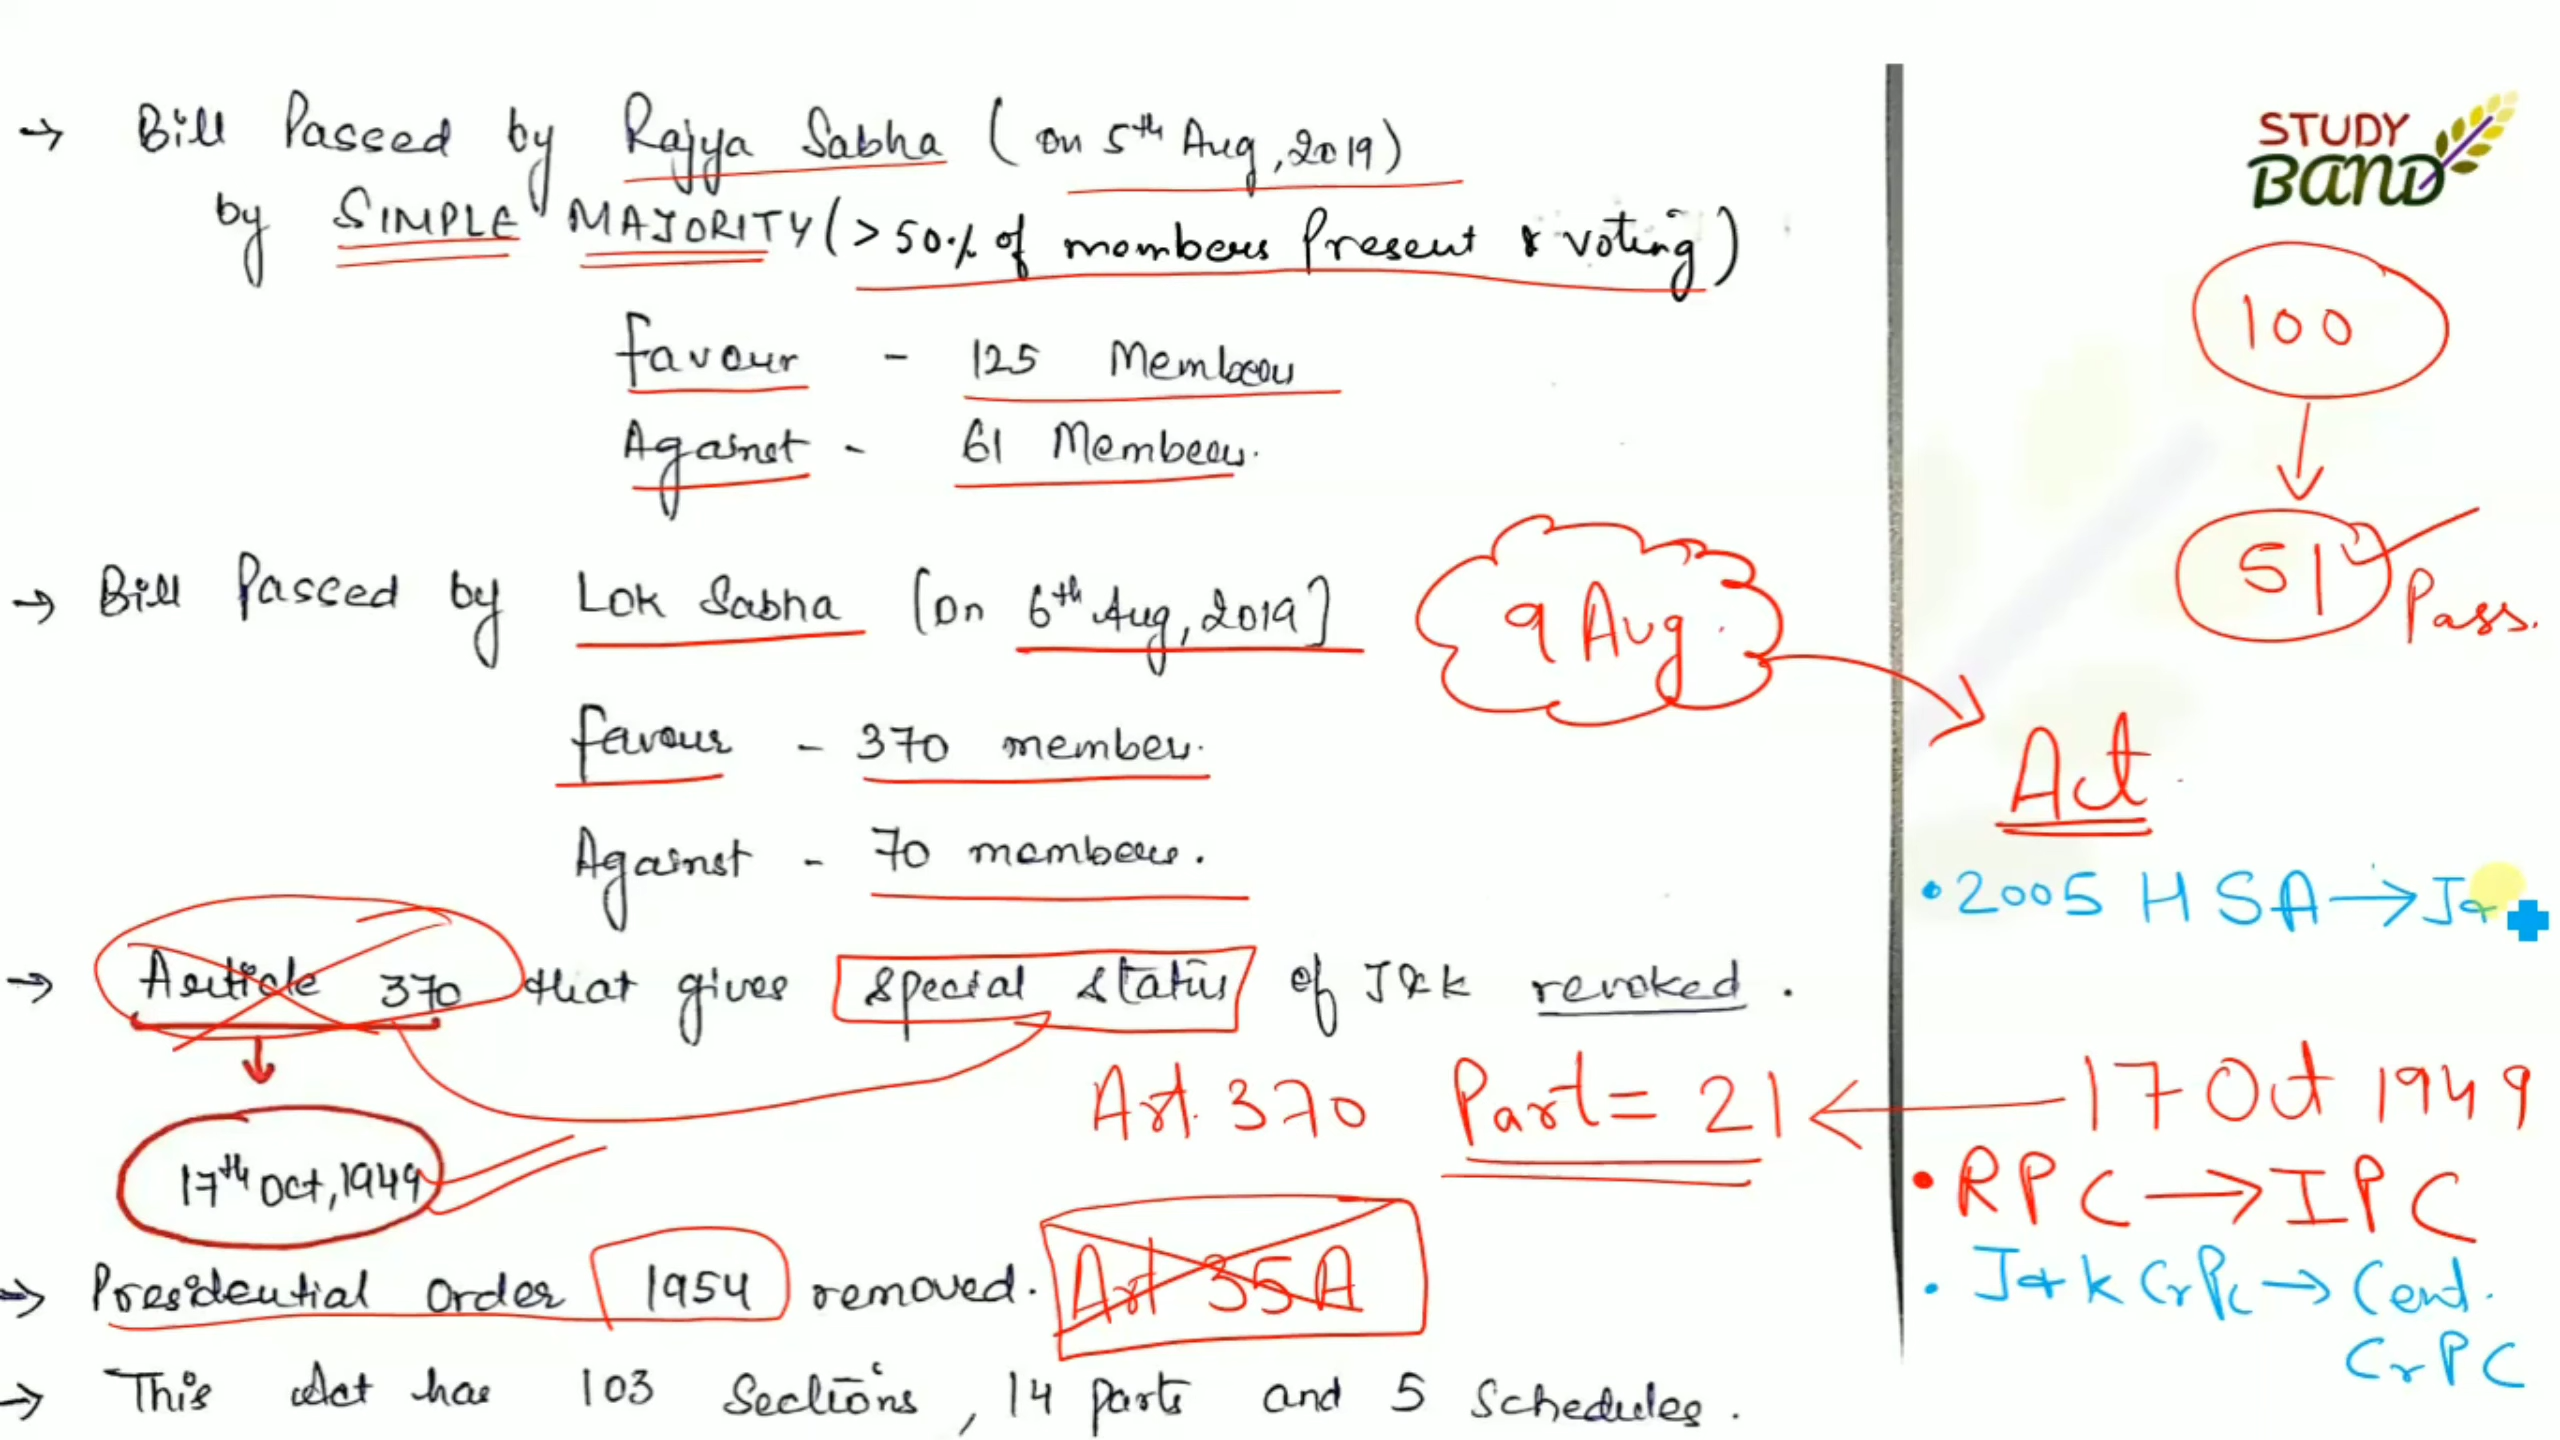 → Bill Passed by Rajya Sabha (on 5th Aug, 2019)
by SIMPLE MAJORITY (>50% of members Present & voting)
favour - 125 Members
Against - 61 Members.
→ Bill Passed by Lok Sabha [On 6th Aug, 2019]
9 Aug.
favour - 370 member.
Against - 70 members.
→ Article 370 that gives special status of J&K revoked.
17th Oct, 1949
Art. 370 Part = 21
→ Presidential Order 1954 removed.
Art 35A
→ This Act has 103 Sections, 14 parts and 5 Schedules.
STUDY
BAND
100
51
Pass.
Act
• 2005 HSA → J&
17 Oct 1949
• RPC → IPC
• J&K CrPc → Cent.
CrPC